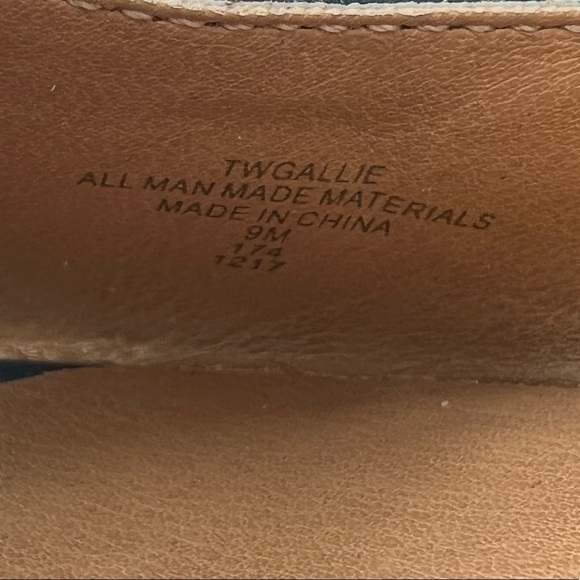 TWGALLIE
ALL MAN MADE MATERIALS
MADE IN CHINA
9M
174
1217